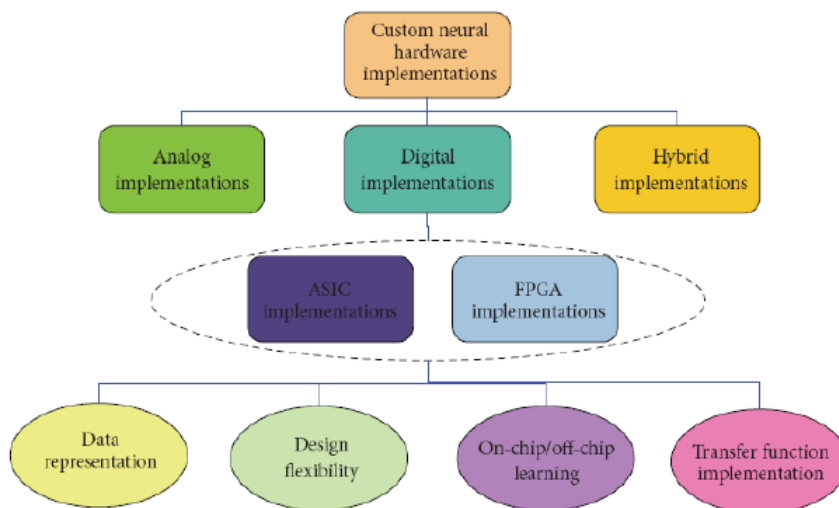 Custom neural
hardware
implementations
Analog
implementations
Digital
implementations
Hybrid
implementations
ASIC
implementations
FPGA
implementations
Data
representation
Design
flexibility
On-chip/off-chip
learning
Transfer function
implementation